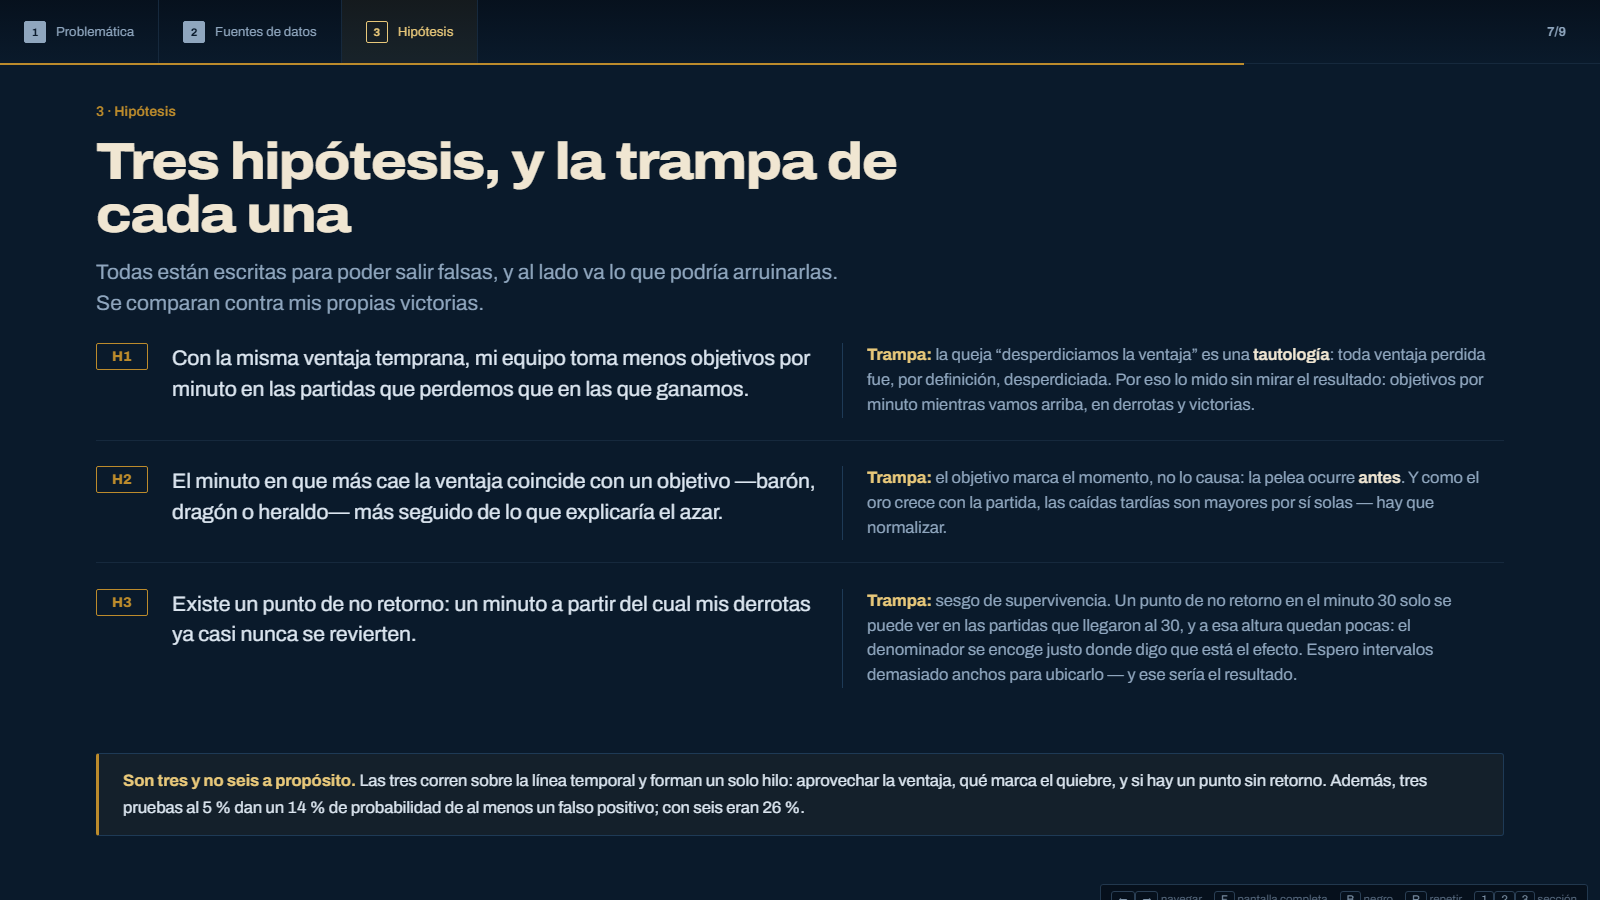 1 Problemática
2 Fuentes de datos
3 Hipótesis
7/9
3 · Hipótesis
Tres hipótesis, y la trampa de
cada una
Todas están escritas para poder salir falsas, y al lado va lo que podría arruinarlas.
Se comparan contra mis propias victorias.
H1
Con la misma ventaja temprana, mi equipo toma menos objetivos por
minuto en las partidas que perdemos que en las que ganamos.
Trampa: la queja “desperdiciamos la ventaja” es una tautología: toda ventaja perdida
fue, por definición, desperdiciada. Por eso lo mido sin mirar el resultado: objetivos por
minuto mientras vamos arriba, en derrotas y victorias.
H2
El minuto en que más cae la ventaja coincide con un objetivo —barón,
dragón o heraldo— más seguido de lo que explicaría el azar.
Trampa: el objetivo marca el momento, no lo causa: la pelea ocurre antes. Y como el
oro crece con la partida, las caídas tardías son mayores por sí solas — hay que
normalizar.
H3
Existe un punto de no retorno: un minuto a partir del cual mis derrotas
ya casi nunca se revierten.
Trampa: sesgo de supervivencia. Un punto de no retorno en el minuto 30 solo se
puede ver en las partidas que llegaron al 30, y a esa altura quedan pocas: el
denominador se encoge justo donde digo que está el efecto. Espero intervalos
demasiado anchos para ubicarlo — y ese sería el resultado.
Son tres y no seis a propósito. Las tres corren sobre la línea temporal y forman un solo hilo: aprovechar la ventaja, qué marca el quiebre, y si hay un punto sin retorno. Además, tres
pruebas al 5 % dan un 14 % de probabilidad de al menos un falso positivo; con seis eran 26 %.
← → navegar F pantalla completa B negro R repetir 1 2 3 sección